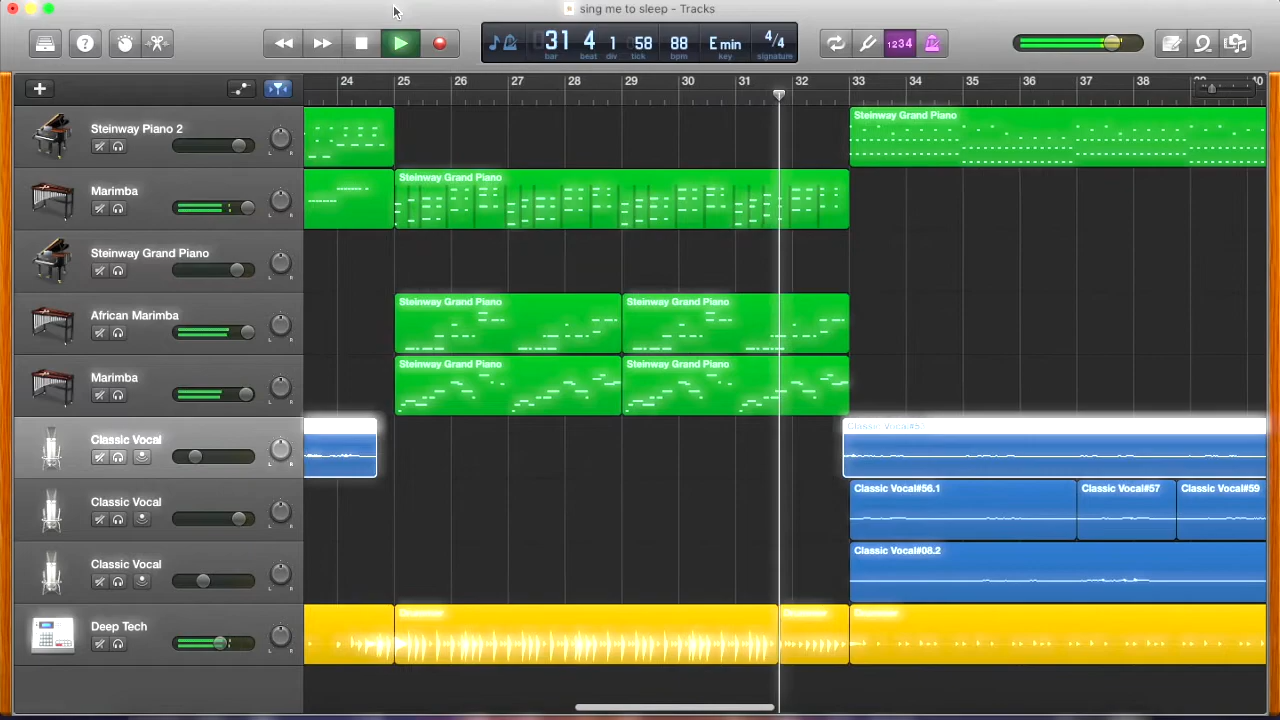 sing me to sleep - Tracks
31 4 1 58 88 E min 4/4
bar beat div tick bpm key signature
1234
24 25 26 27 28 29 30 31 32 33 34 35 36 37 38 40
Steinway Piano 2
L R
Steinway Grand Piano
Marimba
L R
Steinway Grand Piano
Steinway Grand Piano
L R
African Marimba
L R
Steinway Grand Piano Steinway Grand Piano
Marimba
L R
Steinway Grand Piano Steinway Grand Piano
Classic Vocal
L R
Classic Vocal
L R
Classic Vocal#56.1 Classic Vocal#57 Classic Vocal#59
Classic Vocal
L R
Classic Vocal#08.2
Deep Tech
L R
Drummer Drummer Drummer